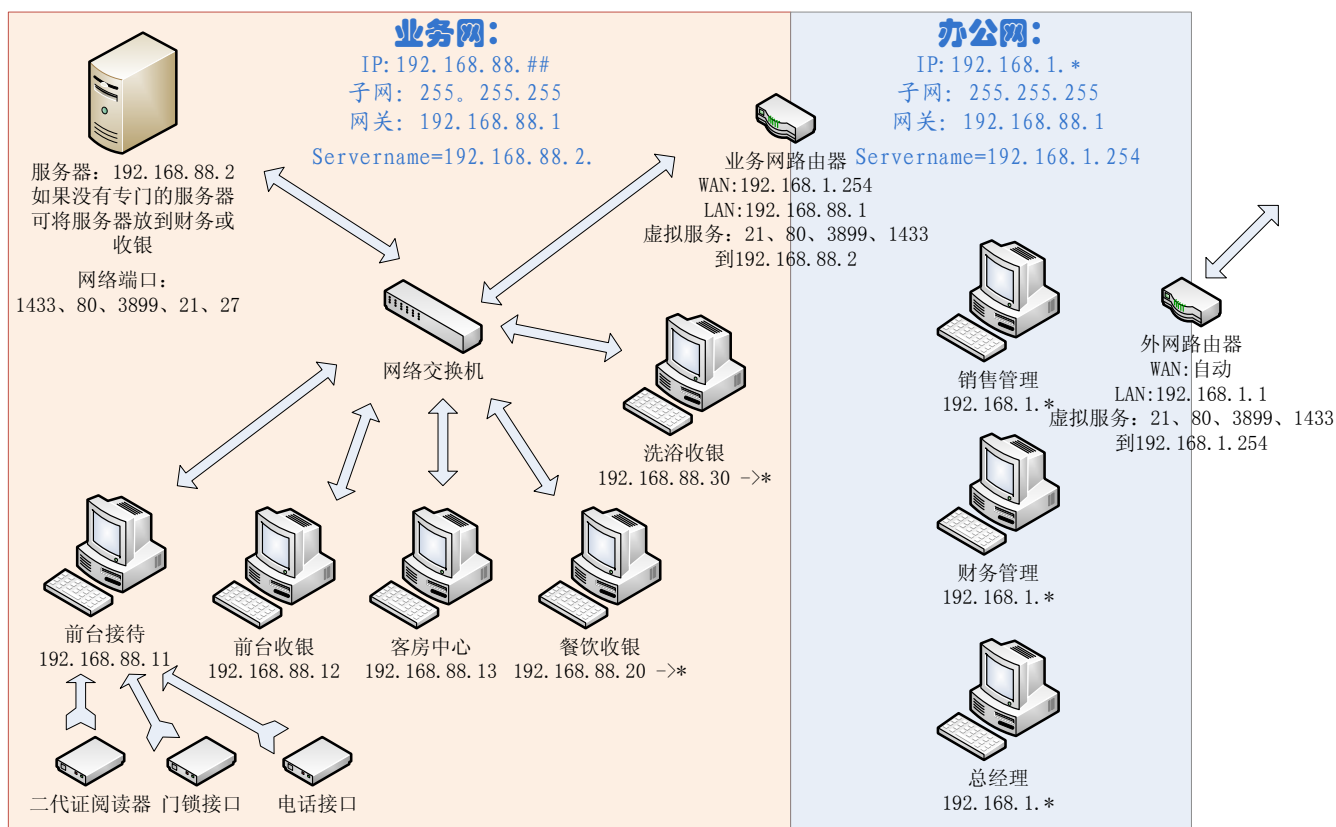 业务网：
IP:192.168.88.##
子网：255。255.255
网关：192.168.88.1
Servername=192.168.88.2.
办公网：
IP:192.168.1.*
子网：255.255.255
网关：192.168.88.1
Servername=192.168.1.254
服务器：192.168.88.2
如果没有专门的服务器
可将服务器放到财务或
收银
网络端口：
1433、80、3899、21、27
业务网路由器
WAN:192.168.1.254
LAN:192.168.88.1
虚拟服务：21、80、3899、1433
到192.168.88.2
网络交换机
洗浴收银
192.168.88.30 ->*
销售管理
192.168.1.*
外网路由器
WAN:自动
LAN:192.168.1.1
虚拟服务：21、80、3899、1433
到192.168.1.254
财务管理
192.168.1.*
前台接待
192.168.88.11
前台收银
192.168.88.12
客房中心
192.168.88.13
餐饮收银
192.168.88.20 ->*
总经理
192.168.1.*
二代证阅读器
门锁接口
电话接口